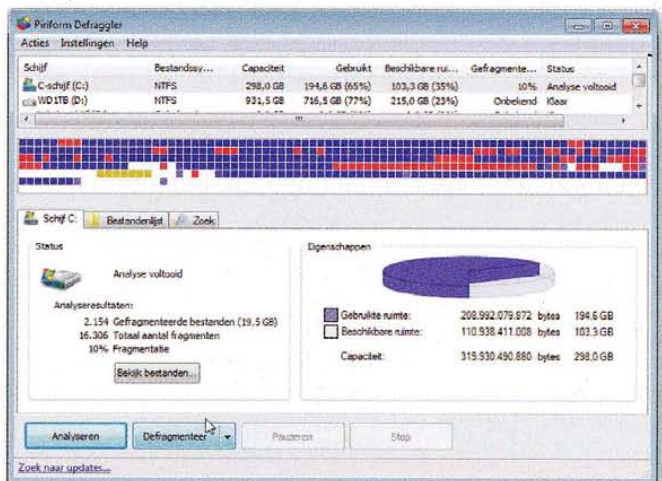 Piriform Defraggler
Acties Instellingen Help
Schijf Bestandssy... Capaciteit Gebruikt Beschikbare rui... Gefragmente... Status
C-schijf (C:) NTFS 298,0 GB 194,6 GB (65%) 103,3 GB (35%) 10% Analyse voltooid
WD1TB (D:) NTFS 931,5 GB 716,5 GB (77%) 215,0 GB (23%) Onbekend Klaar
Schijf C: Bestandenlijst Zoek
Status
Analyse voltooid
Analyseresultaten:
2.154 Gefragmenteerde bestanden (19,5 GB)
16.306 Totaal aantal fragmenten
10% Fragmentatie
Bekijk bestanden...
Eigenschappen
Gebruikte ruimte: 208.992.079.872 bytes 194,6 GB
Beschikbare ruimte: 110.938.411.008 bytes 103,3 GB
Capaciteit: 319.930.490.880 bytes 298,0 GB
Analyseren Defragmenteer Pauzeren Stop
Zoek naar updates...